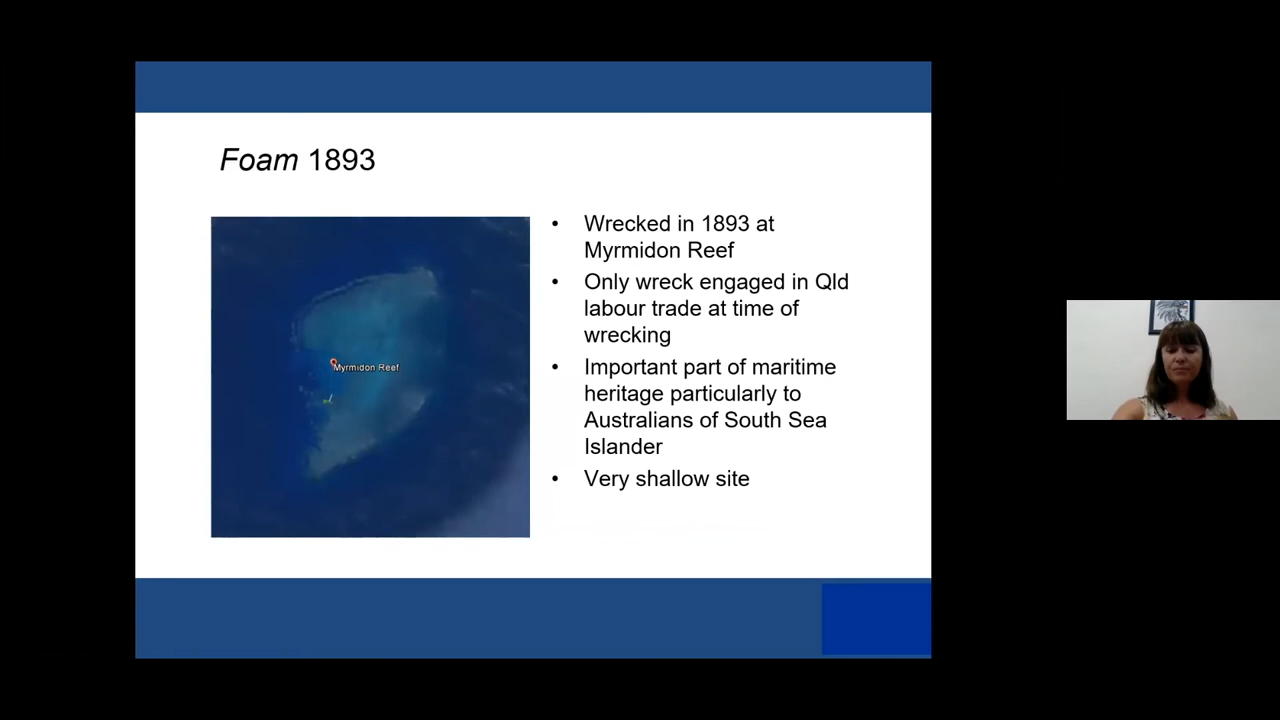 Foam 1893
Myrmidon Reef
• Wrecked in 1893 at
Myrmidon Reef
• Only wreck engaged in Qld
labour trade at time of
wrecking
• Important part of maritime
heritage particularly to
Australians of South Sea
Islander
• Very shallow site